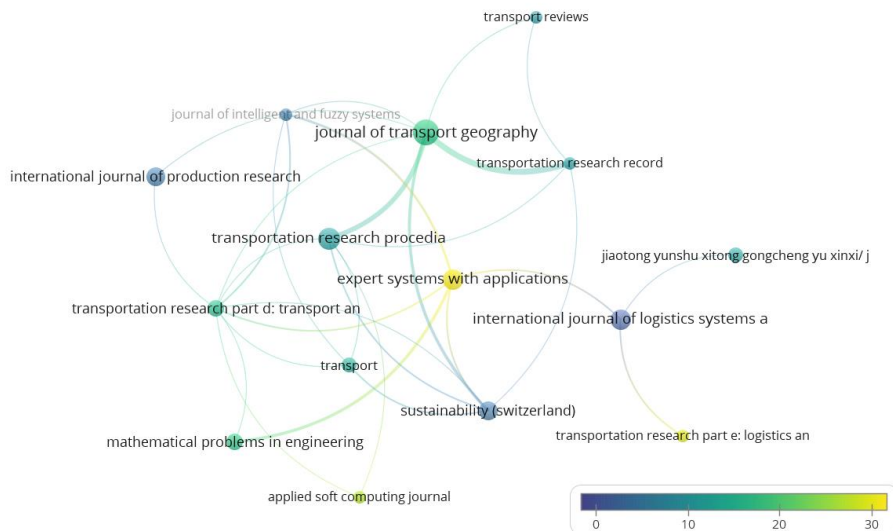 transport reviews
journal of intelligent and fuzzy systems
journal of transport geography
transportation research record
international journal of production research
transportation research procedia
jiaotong yunshu xitong gongcheng yu xinxi/ j
expert systems with applications
transportation research part d: transport an
international journal of logistics systems a
transport
sustainability (switzerland)
mathematical problems in engineering
transportation research part e: logistics an
applied soft computing journal
0 10 20 30